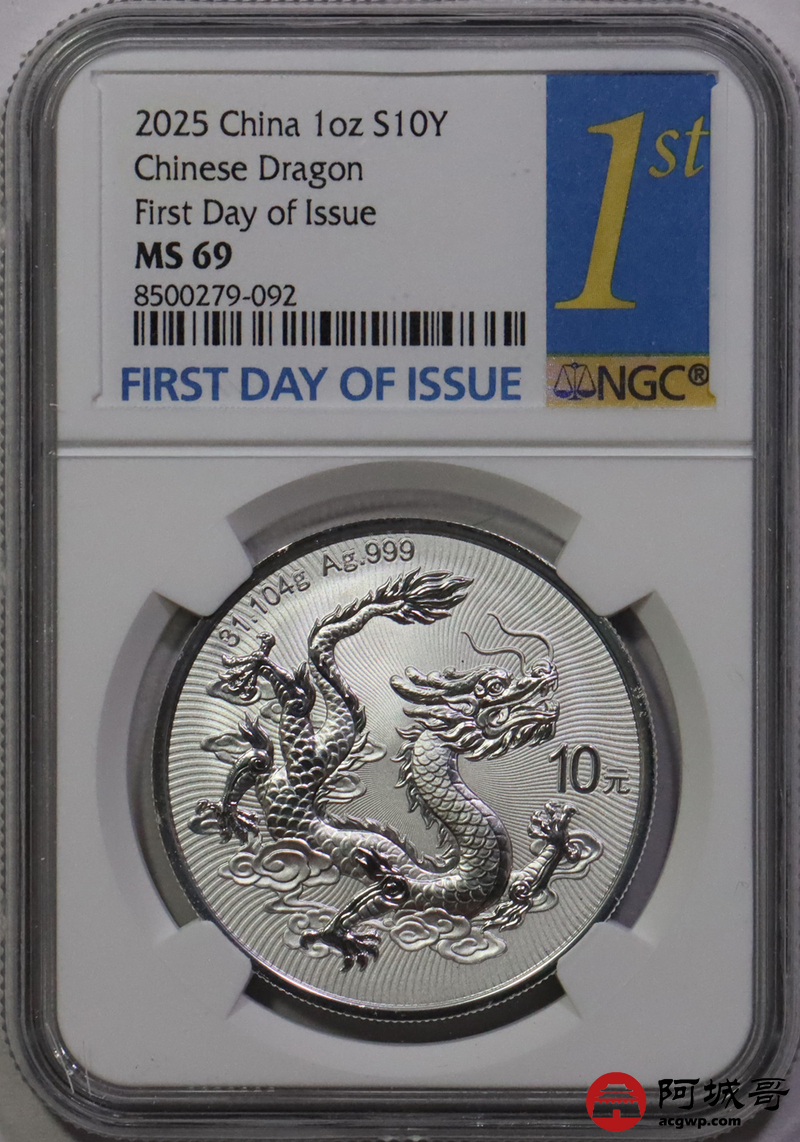 2025 China 1oz S10Y
Chinese Dragon
First Day of Issue
MS 69
8500279-092
FIRST DAY OF ISSUE
1st
NGC®
31.104g Ag.999
10元
阿城哥
acgwp.com